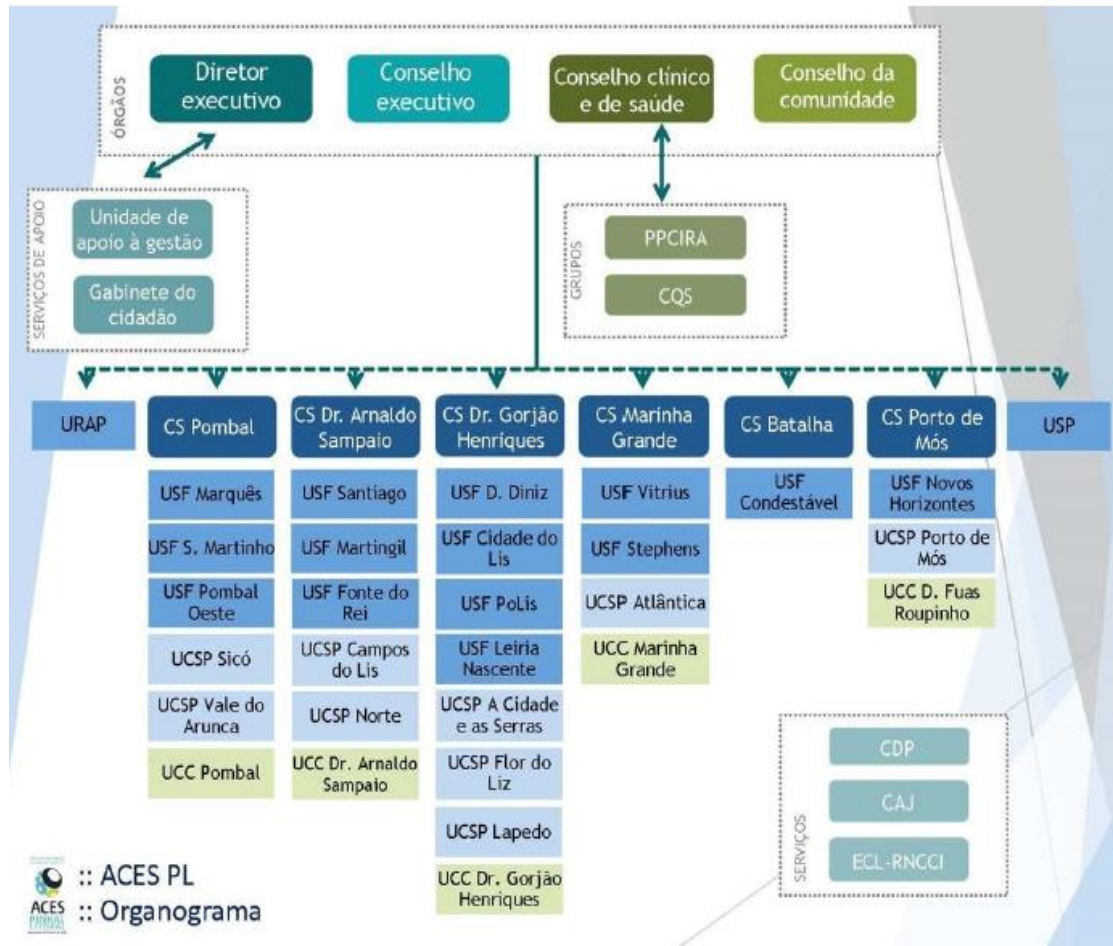 ÓRGÃOS
Diretor
executivo
Conselho
executivo
Conselho clínico
e de saúde
Conselho da
comunidade
SERVIÇOS DE APOIO
Unidade de
apoio à gestão
Gabinete do
cidadão
GRUPOS
PPCIRA
CQS
URAP
CS Pombal
CS Dr. Arnaldo
Sampaio
CS Dr. Gorjão
Henriques
CS Marinha
Grande
CS Batalha
CS Porto de
Mós
USP
USF Marquês
USF S. Martinho
USF Pombal
Oeste
UCSP Sicó
UCSP Vale do
Arunca
UCC Pombal
USF Santiago
USF Martingil
USF Fonte do
Rei
UCSP Campos
do Lis
UCSP Norte
UCC Dr. Arnaldo
Sampaio
USF D. Diniz
USF Cidade do
Lis
USF PoLis
USF Leiria
Nascente
UCSP A Cidade
e as Serras
UCSP Flor do
Liz
UCSP Lapedo
UCC Dr. Gorjão
Henriques
USF Vitrius
USF Stephens
UCSP Atlântica
UCC Marinha
Grande
USF
Condestável
USF Novos
Horizontes
UCSP Porto de
Mós
UCC D. Fuas
Roupinho
SERVIÇOS
CDP
CAJ
ECL-RNCCI
ACES
PINHAL
LITORAL
:: ACES PL
:: Organograma